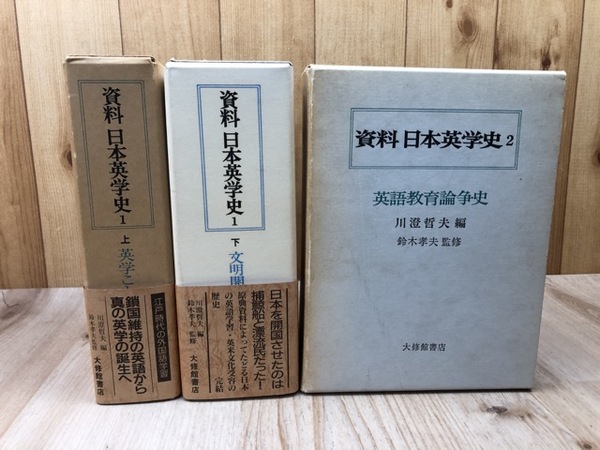 資料 日本英学史 1
上 英学こ
江戸時代の外国語学習
鎖国維持の英語から
真の英学の誕生へ
川澄哲夫 編
鈴木孝夫 監修
大修館書店
資料 日本英学史 1
下 文明開
日本を開国させたのは
捕鯨船と漂流民だった!
原典資料によってたどる日本
の英語学習・英米文化受容の
歴史 完結
川澄哲夫 編
鈴木孝夫 監修
大修館書店
資料 日本英学史 2
英語教育論争史
川澄哲夫 編
鈴木孝夫 監修
大修館書店